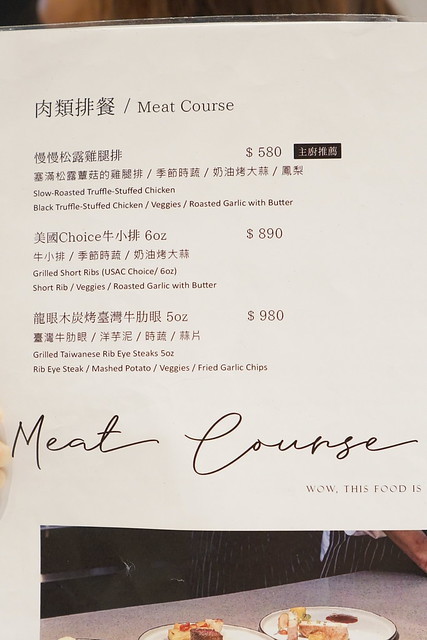 肉類排餐 / Meat Course
慢慢松露雞腿排 $ 580 主廚推薦
塞滿松露蘑菇的雞腿排 / 季節時蔬 / 奶油烤大蒜 / 鳳梨
Slow-Roasted Truffle-Stuffed Chicken
Black Truffle-Stuffed Chicken / Veggies / Roasted Garlic with Butter
美國Choice牛小排 6oz $ 890
牛小排 / 季節時蔬 / 奶油烤大蒜
Grilled Short Ribs (USAC Choice/ 6oz)
Short Rib / Veggies / Roasted Garlic with Butter
龍眼木炭烤臺灣牛肋眼 5oz $ 980
臺灣牛肋眼 / 洋芋泥 / 時蔬 / 蒜片
Grilled Taiwanese Rib Eye Steaks 5oz
Rib Eye Steak / Mashed Potato / Veggies / Fried Garlic Chips
Meat Course
WOW, THIS FOOD IS